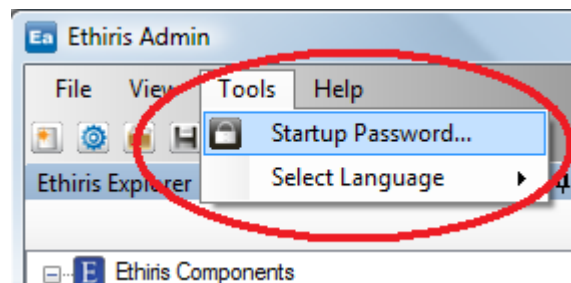 Ea Ethiris Admin
File View Tools Help
Startup Password...
Ethiris Explorer
Select Language
E Ethiris Components